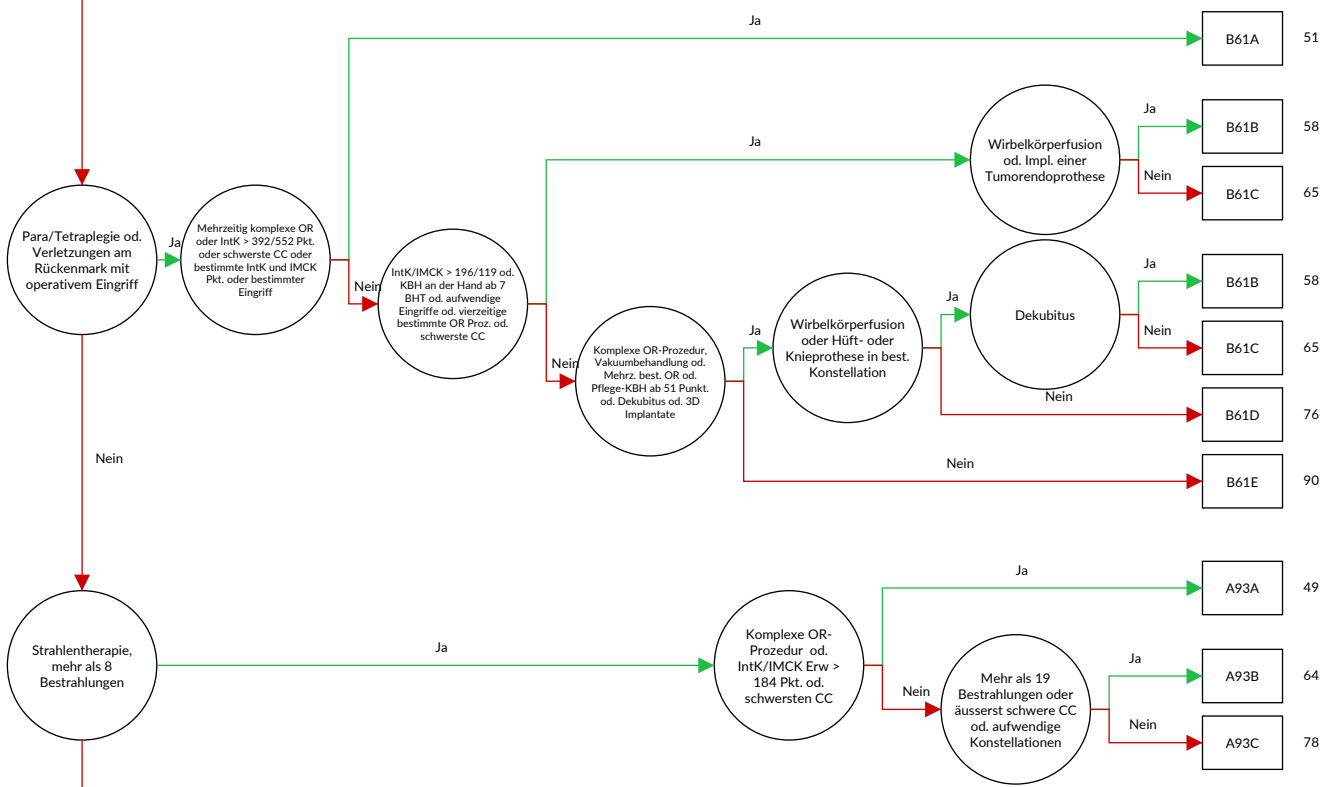 Ja
B61A
51
Ja
Wirbelkörperfusion
od. Impl. einer
Tumorendoprothese
Ja
B61B
58
Nein
B61C
65
Para/Tetraplegie od.
Verletzungen am
Rückenmark mit
operativem Eingriff
Ja
Mehrzeitig komplexe OR
oder IntK > 392/552 Pkt.
oder schwerste CC oder
bestimmte IntK und IMCK
Pkt. oder bestimmter
Eingriff
Nein
IntK/IMCK > 196/119 od.
KBH an der Hand ab 7
BHT od. aufwendige
Eingriffe od. vierzeitige
bestimmte OR Proz. od.
schwerste CC
Nein
Komplexe OR-Prozedur,
Vakuumbehandlung od.
Mehrz. best. OR od.
Pflege-KBH ab 51 Punkt.
od. Dekubitus od. 3D
Implantate
Ja
Wirbelkörperfusion
oder Hüft- oder
Knieprothese in best.
Konstellation
Ja
Dekubitus
Ja
B61B
58
Nein
B61C
65
Nein
B61D
76
Nein
B61E
90
Nein
Strahlentherapie,
mehr als 8
Bestrahlungen
Ja
Komplexe OR-
Prozedur od.
IntK/IMCK Erw >
184 Pkt. od.
schwersten CC
Ja
A93A
49
Nein
Mehr als 19
Bestrahlungen oder
äusserst schwere CC
od. aufwendige
Konstellationen
Ja
A93B
64
Nein
A93C
78